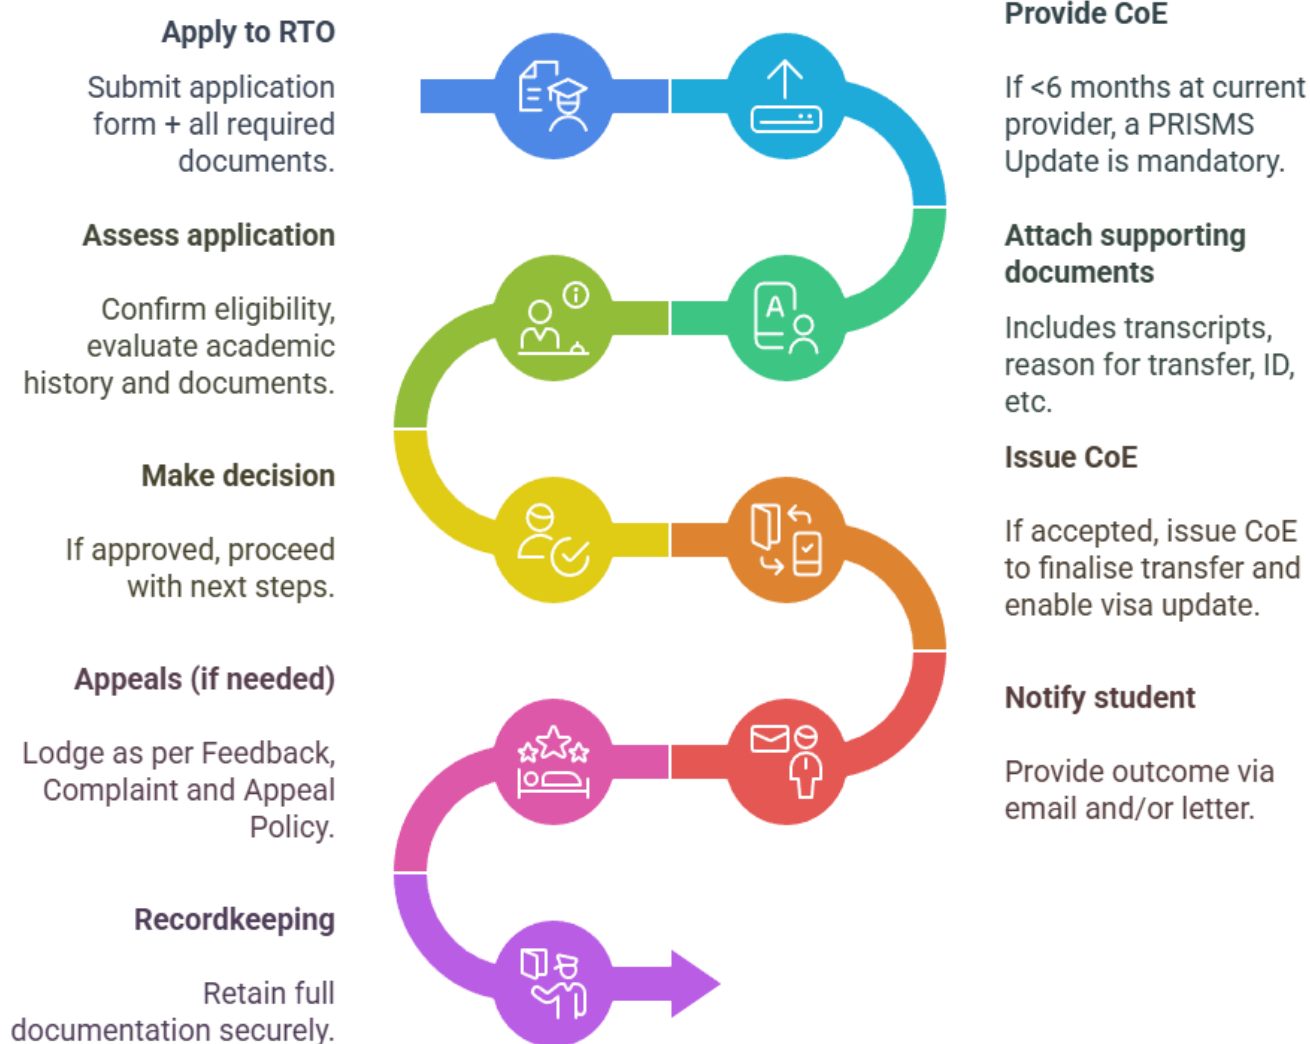 Apply to RTO
Submit application
form + all required
documents.
Provide CoE
If <6 months at current
provider, a PRISMS
Update is mandatory.
Attach supporting
documents
Includes transcripts,
reason for transfer, ID,
etc.
Assess application
Confirm eligibility,
evaluate academic
history and documents.
Make decision
If approved, proceed
with next steps.
Issue CoE
If accepted, issue CoE
to finalise transfer and
enable visa update.
Notify student
Provide outcome via
email and/or letter.
Appeals (if needed)
Lodge as per Feedback,
Complaint and Appeal
Policy.
Recordkeeping
Retain full
documentation securely.
A